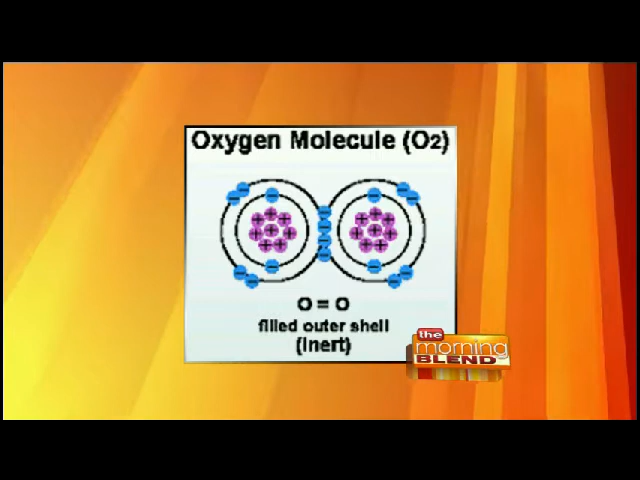 Oxygen Molecule (O2)
O = O
filled outer shell
(inert)
the
morning
BLEND